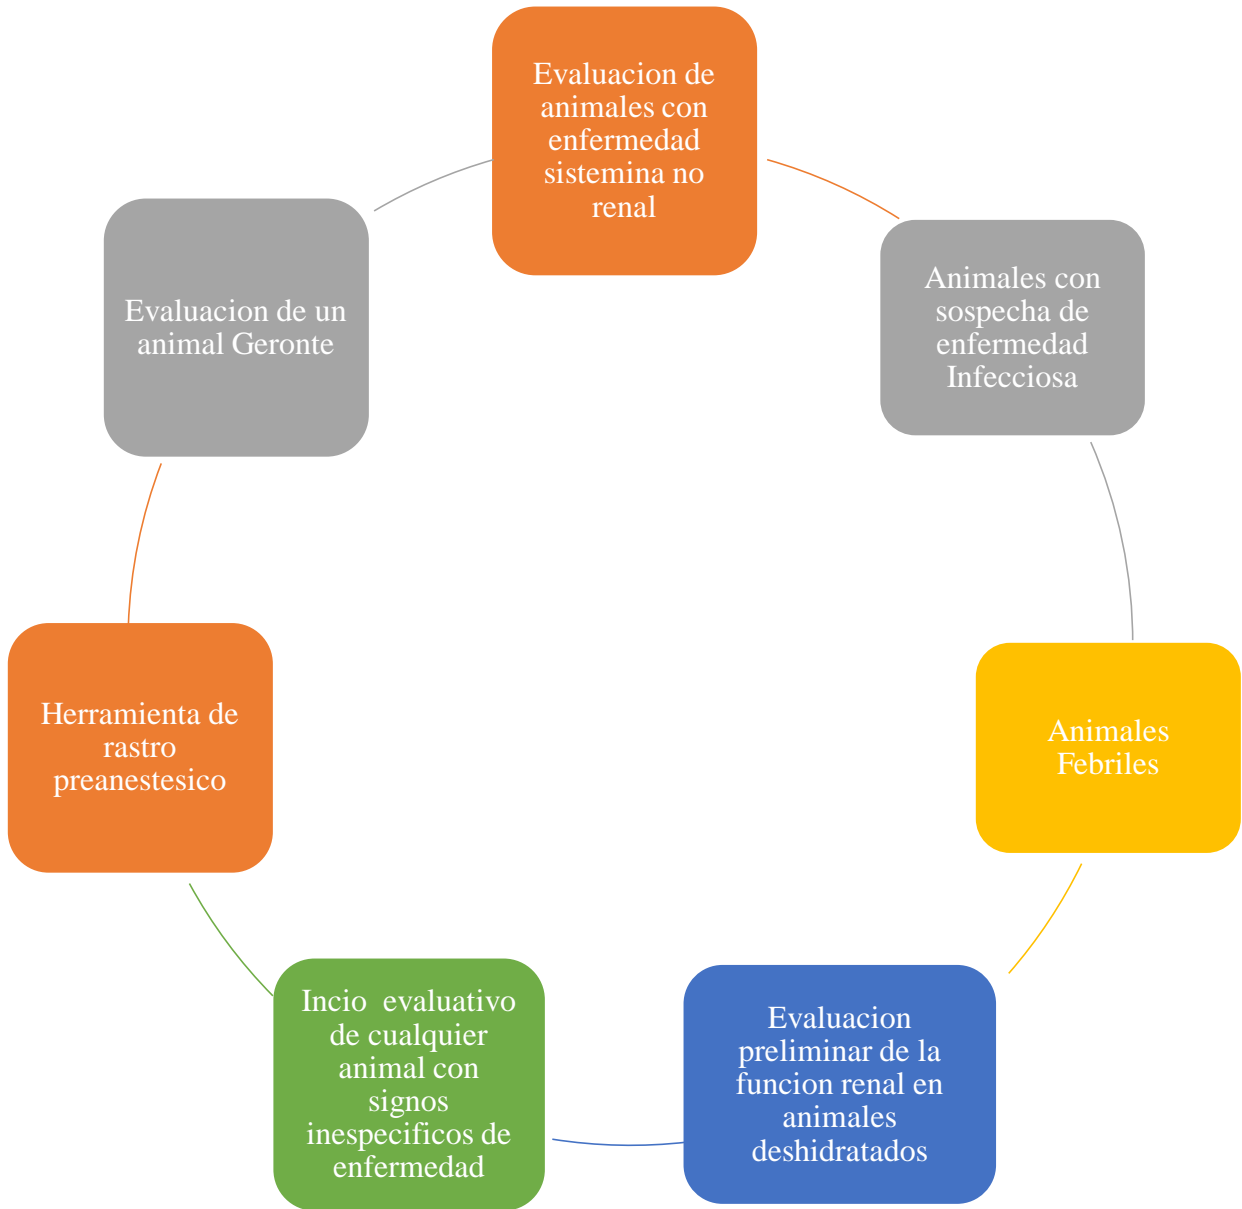 Evaluacion de
animales con
enfermedad
sistemina no
renal
Animales con
sospecha de
enfermedad
Infecciosa
Animales
Febriles
Evaluacion
preliminar de la
funcion renal en
animales
deshidratados
Incio  evaluativo
de cualquier
animal con
signos
inespecificos de
enfermedad
Herramienta de
rastro
preanestesico
Evaluacion de un
animal Geronte